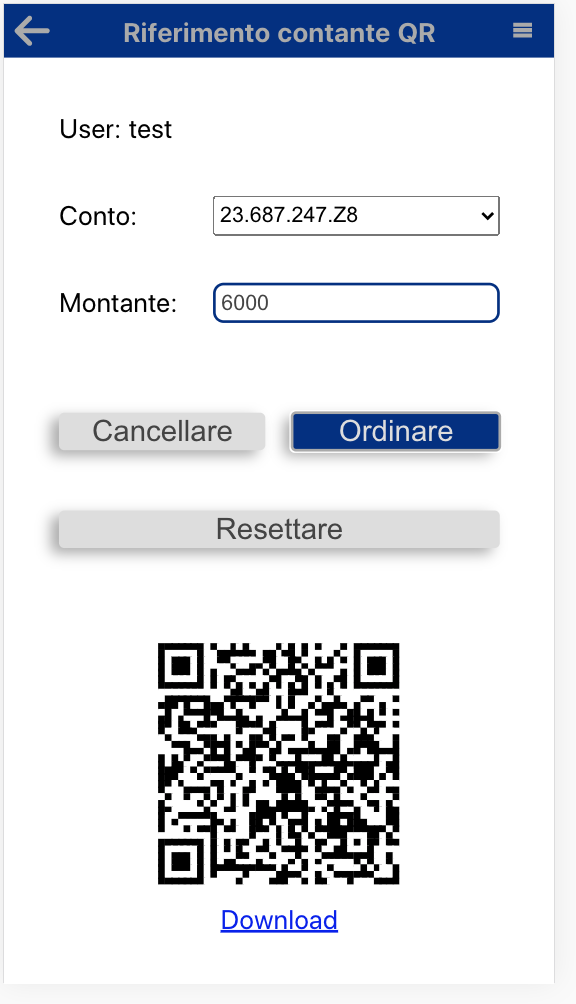 Riferimento contante QR
User: test
Conto: 23.687.247.Z8
Montante: 6000
Cancellare Ordinare
Resettare
Download